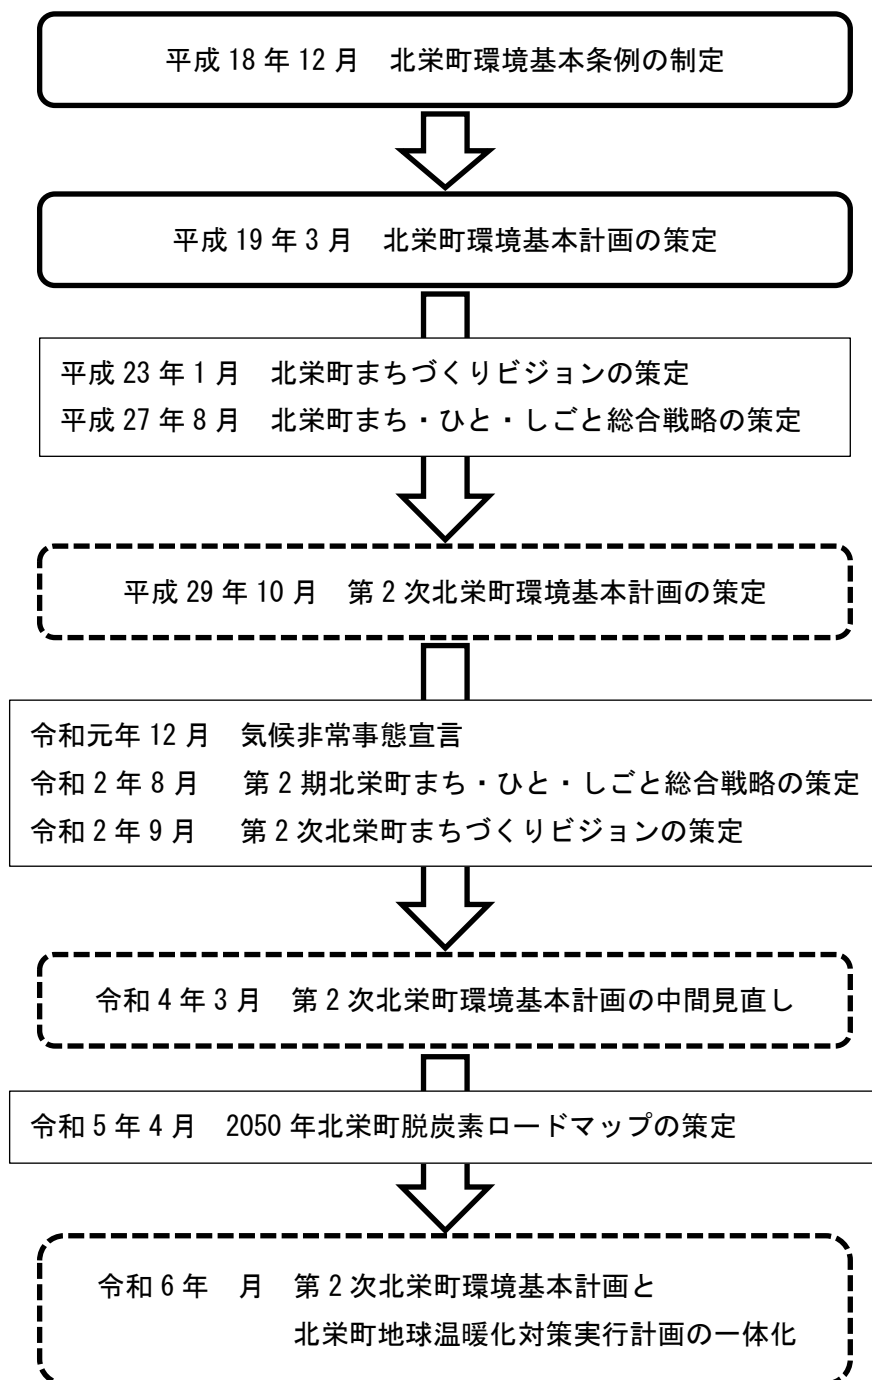 平成 18 年 12 月　北栄町環境基本条例の制定
平成 19 年 3 月　北栄町環境基本計画の策定
平成 23 年 1 月　北栄町まちづくりビジョンの策定
平成 27 年 8 月　北栄町まち・ひと・しごと総合戦略の策定
平成 29 年 10 月　第 2 次北栄町環境基本計画の策定
令和元年 12 月　気候非常事態宣言
令和 2 年 8 月　第 2 期北栄町まち・ひと・しごと総合戦略の策定
令和 2 年 9 月　第 2 次北栄町まちづくりビジョンの策定
令和 4 年 3 月　第 2 次北栄町環境基本計画の中間見直し
令和 5 年 4 月　2050 年北栄町脱炭素ロードマップの策定
令和 6 年　月　第 2 次北栄町環境基本計画と
北栄町地球温暖化対策実行計画の一体化